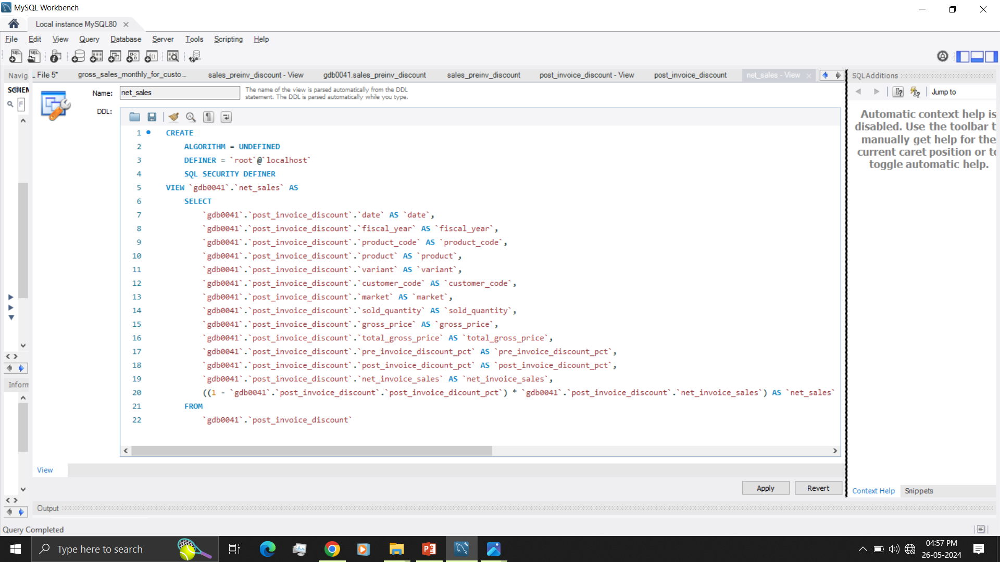 MySQL Workbench
Local instance MySQL80
File Edit View Query Database Server Tools Scripting Help
Navig
L File 5*
gross_sales_monthly_for_custo...
sales_preinv_discount - View
gdb0041.sales_preinv_discount
sales_preinv_discount
post_invoice_discount - View
post_invoice_discount
net_sales - View
SQLAdditions
SCHEM
Name: net_sales
The name of the view is parsed automatically from the DDL
statement. The DDL is parsed automatically while you type.
Jump to
F
DDL:
Automatic context help is
disabled. Use the toolbar t
manually get help for the
current caret position or to
toggle automatic help.
1 CREATE
2 ALGORITHM = UNDEFINED
3 DEFINER = `root`@`localhost`
4 SQL SECURITY DEFINER
5 VIEW `gdb0041`.`net_sales` AS
6 SELECT
7 `gdb0041`.`post_invoice_discount`.`date` AS `date`,
8 `gdb0041`.`post_invoice_discount`.`fiscal_year` AS `fiscal_year`,
9 `gdb0041`.`post_invoice_discount`.`product_code` AS `product_code`,
10 `gdb0041`.`post_invoice_discount`.`product` AS `product`,
11 `gdb0041`.`post_invoice_discount`.`variant` AS `variant`,
12 `gdb0041`.`post_invoice_discount`.`customer_code` AS `customer_code`,
13 `gdb0041`.`post_invoice_discount`.`market` AS `market`,
14 `gdb0041`.`post_invoice_discount`.`sold_quantity` AS `sold_quantity`,
15 `gdb0041`.`post_invoice_discount`.`gross_price` AS `gross_price`,
16 `gdb0041`.`post_invoice_discount`.`total_gross_price` AS `total_gross_price`,
17 `gdb0041`.`post_invoice_discount`.`pre_invoice_discount_pct` AS `pre_invoice_discount_pct`,
18 `gdb0041`.`post_invoice_discount`.`post_invoice_dicount_pct` AS `post_invoice_dicount_pct`,
19 `gdb0041`.`post_invoice_discount`.`net_invoice_sales` AS `net_invoice_sales`,
20 ((1 - `gdb0041`.`post_invoice_discount`.`post_invoice_dicount_pct`) * `gdb0041`.`post_invoice_discount`.`net_invoice_sales`) AS `net_sales`
21 FROM
22 `gdb0041`.`post_invoice_discount`
Inform
View
Apply
Revert
Context Help
Snippets
Output
Query Completed
Type here to search
04:57 PM
26-05-2024